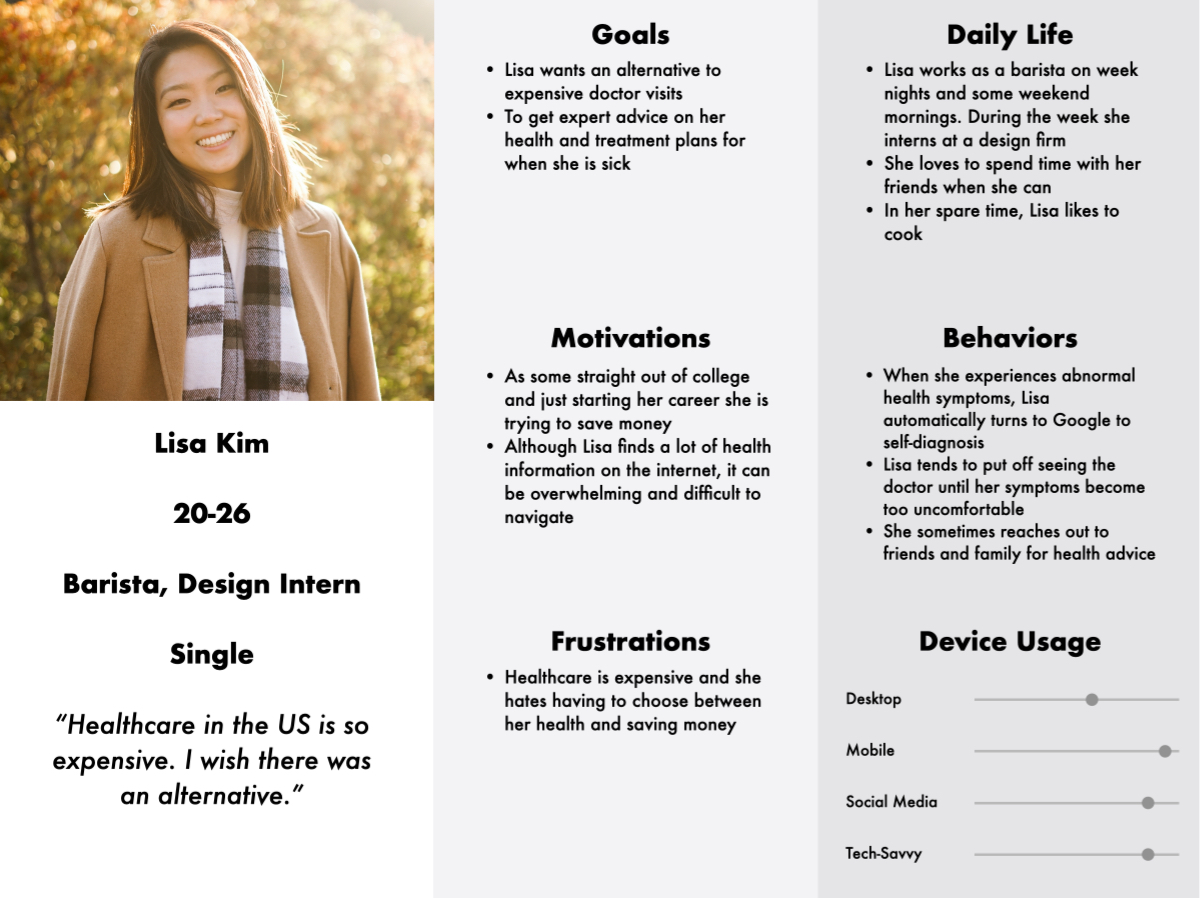 Lisa Kim
20-26
Barista, Design Intern
Single
“Healthcare in the US is so
expensive. I wish there was
an alternative.”
Goals
• Lisa wants an alternative to
expensive doctor visits
• To get expert advice on her
health and treatment plans for
when she is sick
Motivations
• As some straight out of college
and just starting her career she is
trying to save money
• Although Lisa finds a lot of health
information on the internet, it can
be overwhelming and difficult to
navigate
Frustrations
• Healthcare is expensive and she
hates having to choose between
her health and saving money
Daily Life
• Lisa works as a barista on week
nights and some weekend
mornings. During the week she
interns at a design firm
• She loves to spend time with her
friends when she can
• In her spare time, Lisa likes to
cook
Behaviors
• When she experiences abnormal
health symptoms, Lisa
automatically turns to Google to
self-diagnosis
• Lisa tends to put off seeing the
doctor until her symptoms become
too uncomfortable
• She sometimes reaches out to
friends and family for health advice
Device Usage
Desktop
Mobile
Social Media
Tech-Savvy